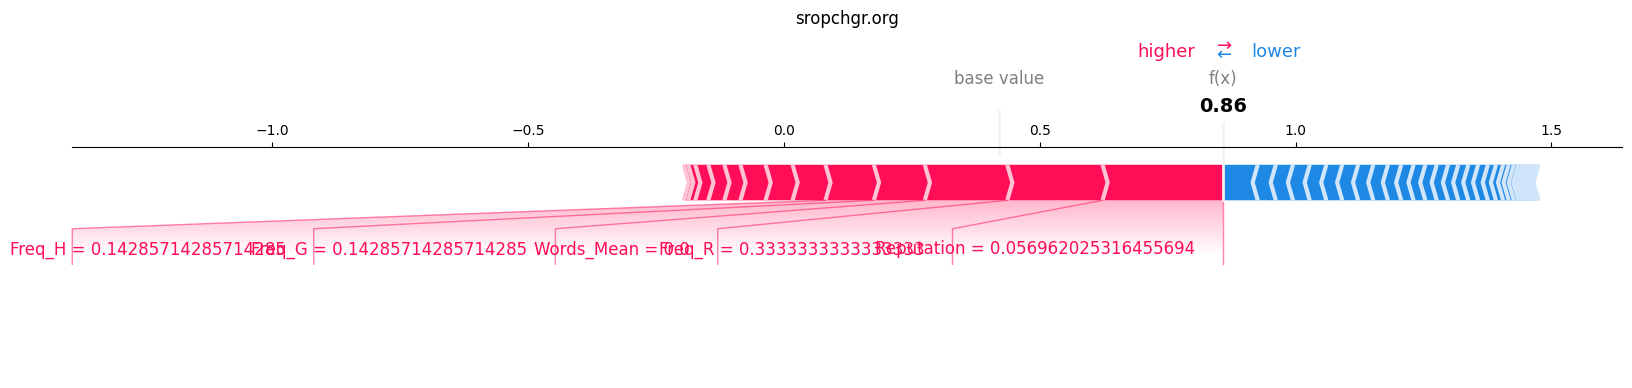 sropchgr.org
higher ⇄ lower
base value f(x)
0.86
−1.0 −0.5 0.0 0.5 1.0 1.5
Freq_H = 0.14285714285714285 Freq_G = 0.14285714285714285 Words_Mean = 0.0 Freq_R = 0.3333333333333333 Reputation = 0.056962025316455694